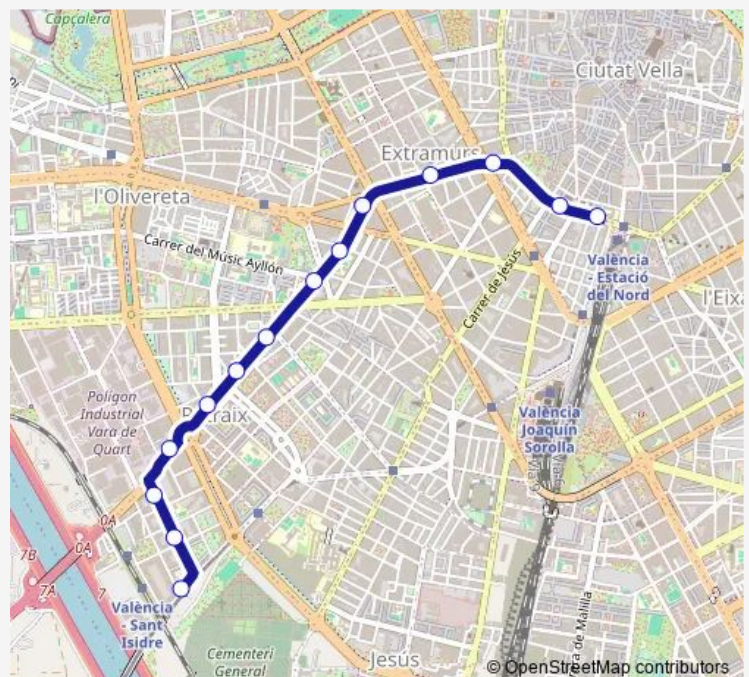 Capçalera
Ciutat Vella
Extramurs
l'Olivereta
Carrer del Músic Ayllón
Carrer de Jesús
València
- Estació
del Nord
l'Eixa
Polígon
Industrial
Vara de
Quart
València
Joaquín
Sorolla
0A
0A
7B
7A
7
València
- Sant
Isidre
Cementeri
General
Jesús
© OpenStreetMap contributors